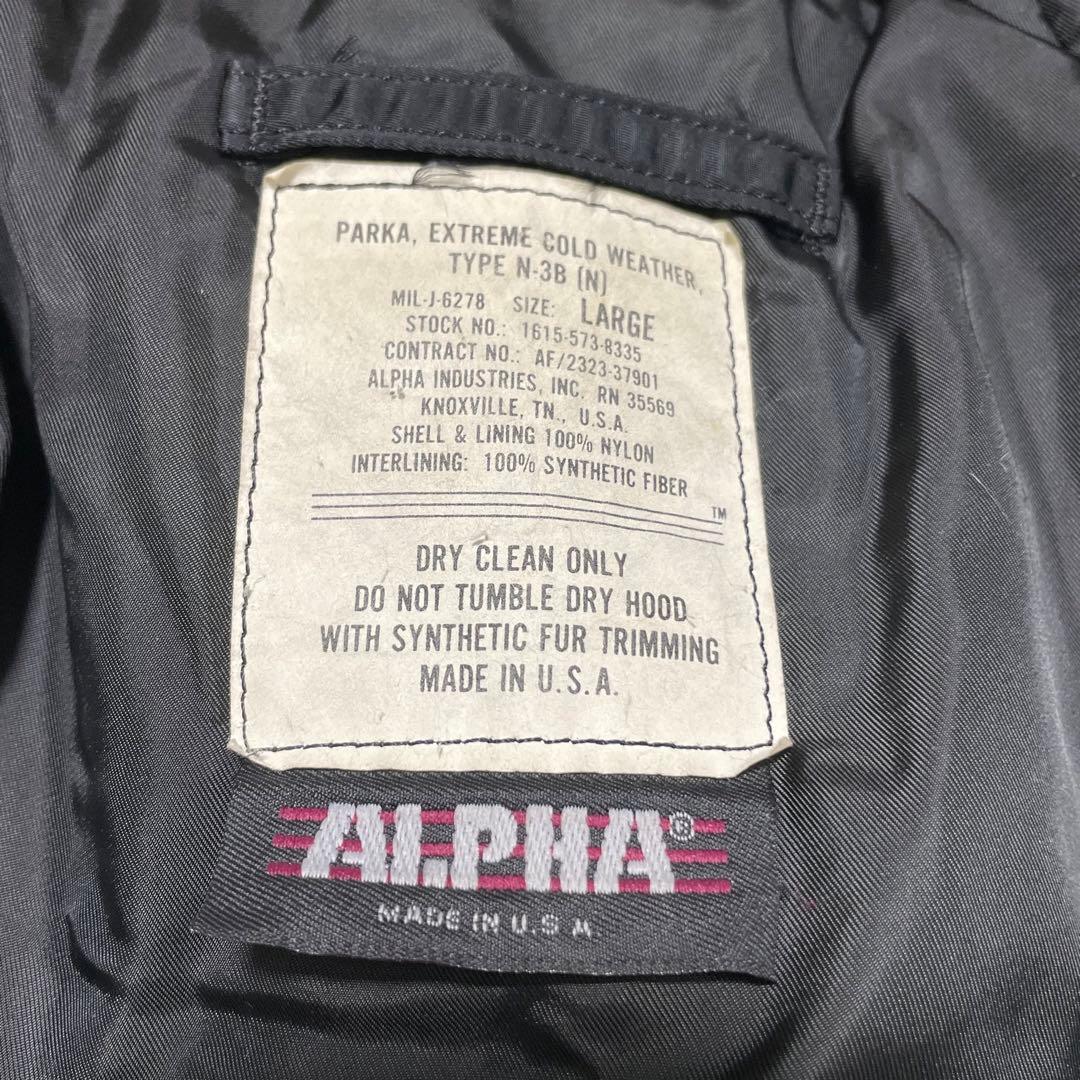 PARKA, EXTREME COLD WEATHER,
TYPE N-3B (N)
MIL-J-6278 SIZE: LARGE
STOCK NO.: 1615-573-8335
CONTRACT NO.: AF/2323-37901
ALPHA INDUSTRIES, INC. RN 35569
KNOXVILLE, TN., U.S.A.
SHELL & LINING 100% NYLON
INTERLINING: 100% SYNTHETIC FIBER
TM
DRY CLEAN ONLY
DO NOT TUMBLE DRY HOOD
WITH SYNTHETIC FUR TRIMMING
MADE IN U.S.A.
ALPHA®
MADE IN U.S A